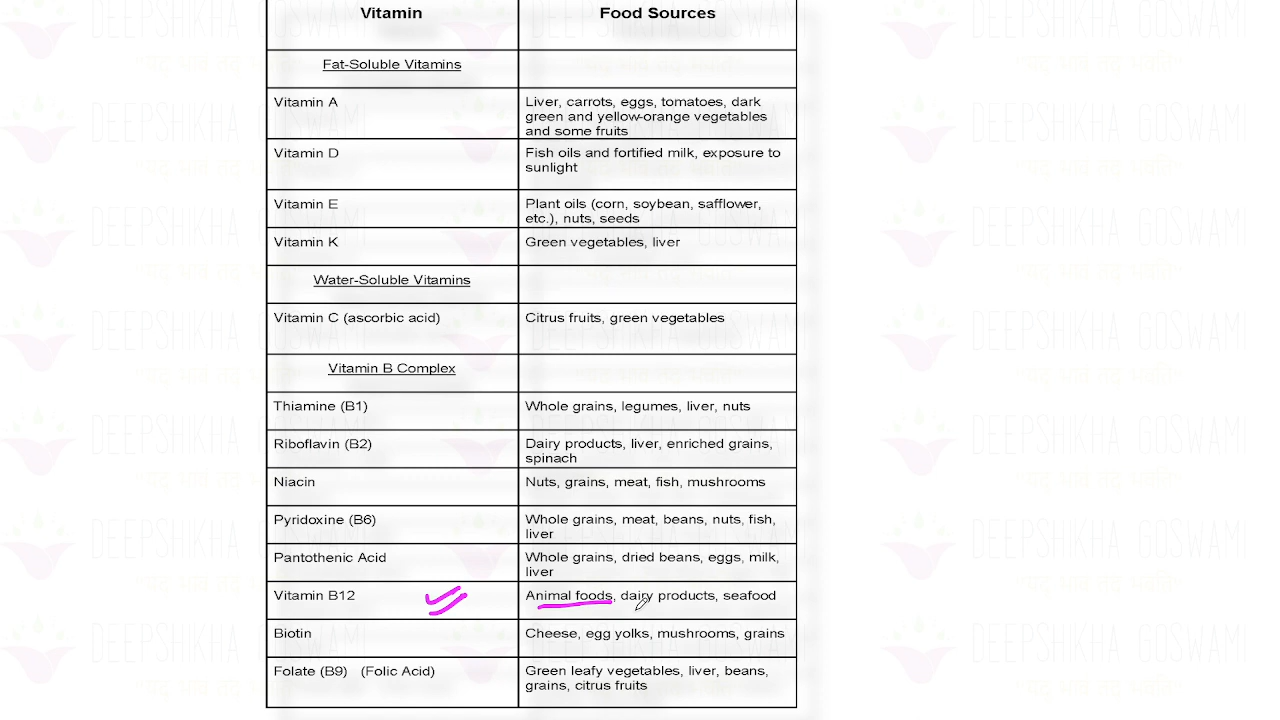 Vitamin Food Sources
Fat-Soluble Vitamins
Vitamin A
Liver, carrots, eggs, tomatoes, dark
green and yellow-orange vegetables
and some fruits
Vitamin D
Fish oils and fortified milk, exposure to
sunlight
Vitamin E
Plant oils (corn, soybean, safflower,
etc.), nuts, seeds
Vitamin K
Green vegetables, liver
Water-Soluble Vitamins
Vitamin C (ascorbic acid)
Citrus fruits, green vegetables
Vitamin B Complex
Thiamine (B1)
Whole grains, legumes, liver, nuts
Riboflavin (B2)
Dairy products, liver, enriched grains,
spinach
Niacin
Nuts, grains, meat, fish, mushrooms
Pyridoxine (B6)
Whole grains, meat, beans, nuts, fish,
liver
Pantothenic Acid
Whole grains, dried beans, eggs, milk,
liver
Vitamin B12
Animal foods, dairy products, seafood
Biotin
Cheese, egg yolks, mushrooms, grains
Folate (B9) (Folic Acid)
Green leafy vegetables, liver, beans,
grains, citrus fruits
DEEPSHIKHA GOSWAMI
"यद् भावं तद् भवति"